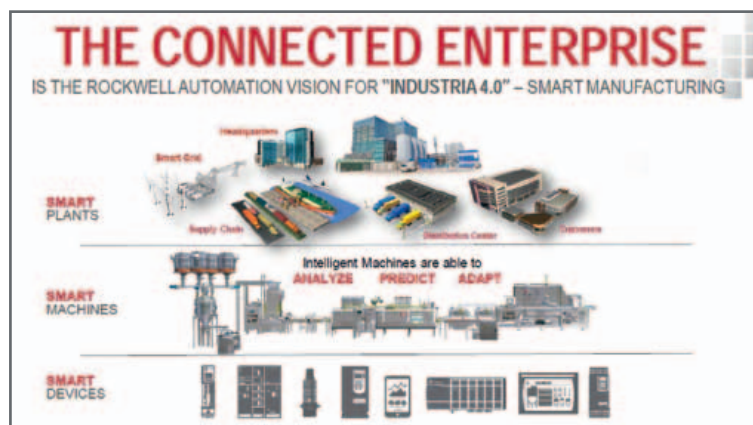 THE CONNECTED ENTERPRISE
IS THE ROCKWELL AUTOMATION VISION FOR "INDUSTRIA 4.0" – SMART MANUFACTURING
Headquarters
Smart Grid
SMART
PLANTS
Supply Chain
Distribution Center
Customers
Intelligent Machines are able to
ANALYZE PREDICT ADAPT
SMART
MACHINES
SMART
DEVICES